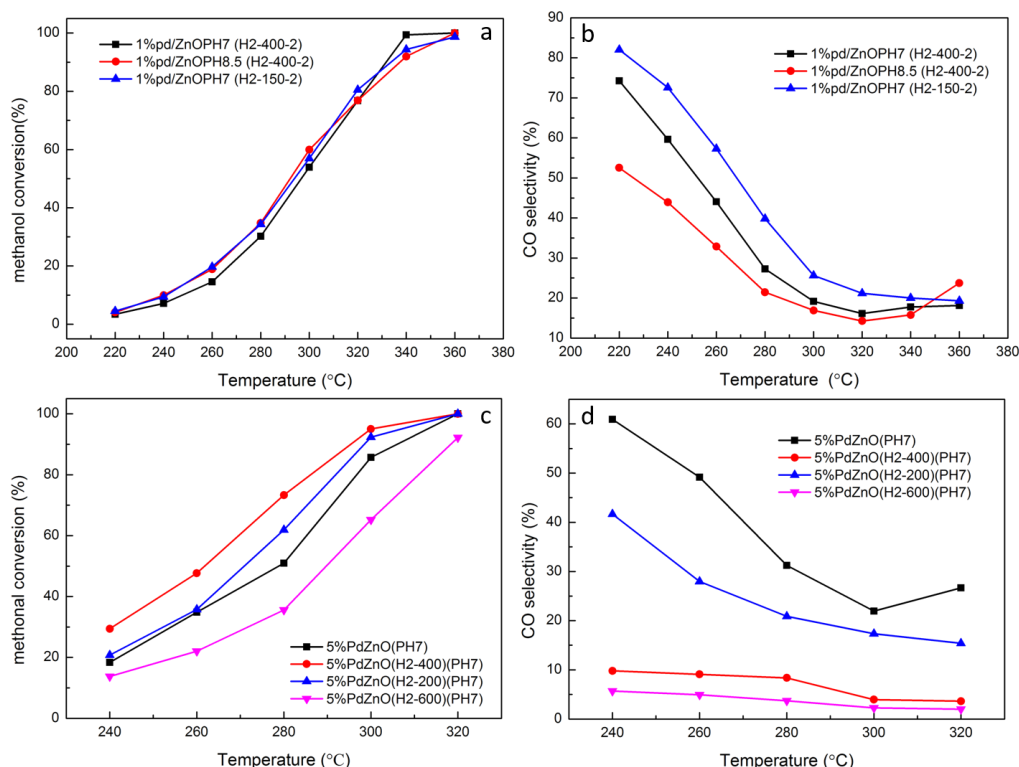 a
1%pd/ZnOPH7 (H2-400-2)
1%pd/ZnOPH8.5 (H2-400-2)
1%pd/ZnOPH7 (H2-150-2)
methanol conversion(%)
100
80
60
40
20
0
200 220 240 260 280 300 320 340 360 380
Temperature (°C)
b
1%pd/ZnOPH7 (H2-400-2)
1%pd/ZnOPH8.5 (H2-400-2)
1%pd/ZnOPH7 (H2-150-2)
CO selectivity (%)
90
80
70
60
50
40
30
20
10
200 220 240 260 280 300 320 340 360 380
Temperature (°C)
c
methonal conversion (%)
100
80
60
40
20
0
5%PdZnO(PH7)
5%PdZnO(H2-400)(PH7)
5%PdZnO(H2-200)(PH7)
5%PdZnO(H2-600)(PH7)
240 260 280 300 320
Temperature (°C)
d
5%PdZnO(PH7)
5%PdZnO(H2-400)(PH7)
5%PdZnO(H2-200)(PH7)
5%PdZnO(H2-600)(PH7)
CO selectivity (%)
60
50
40
30
20
10
0
240 260 280 300 320
Temperature (°C)